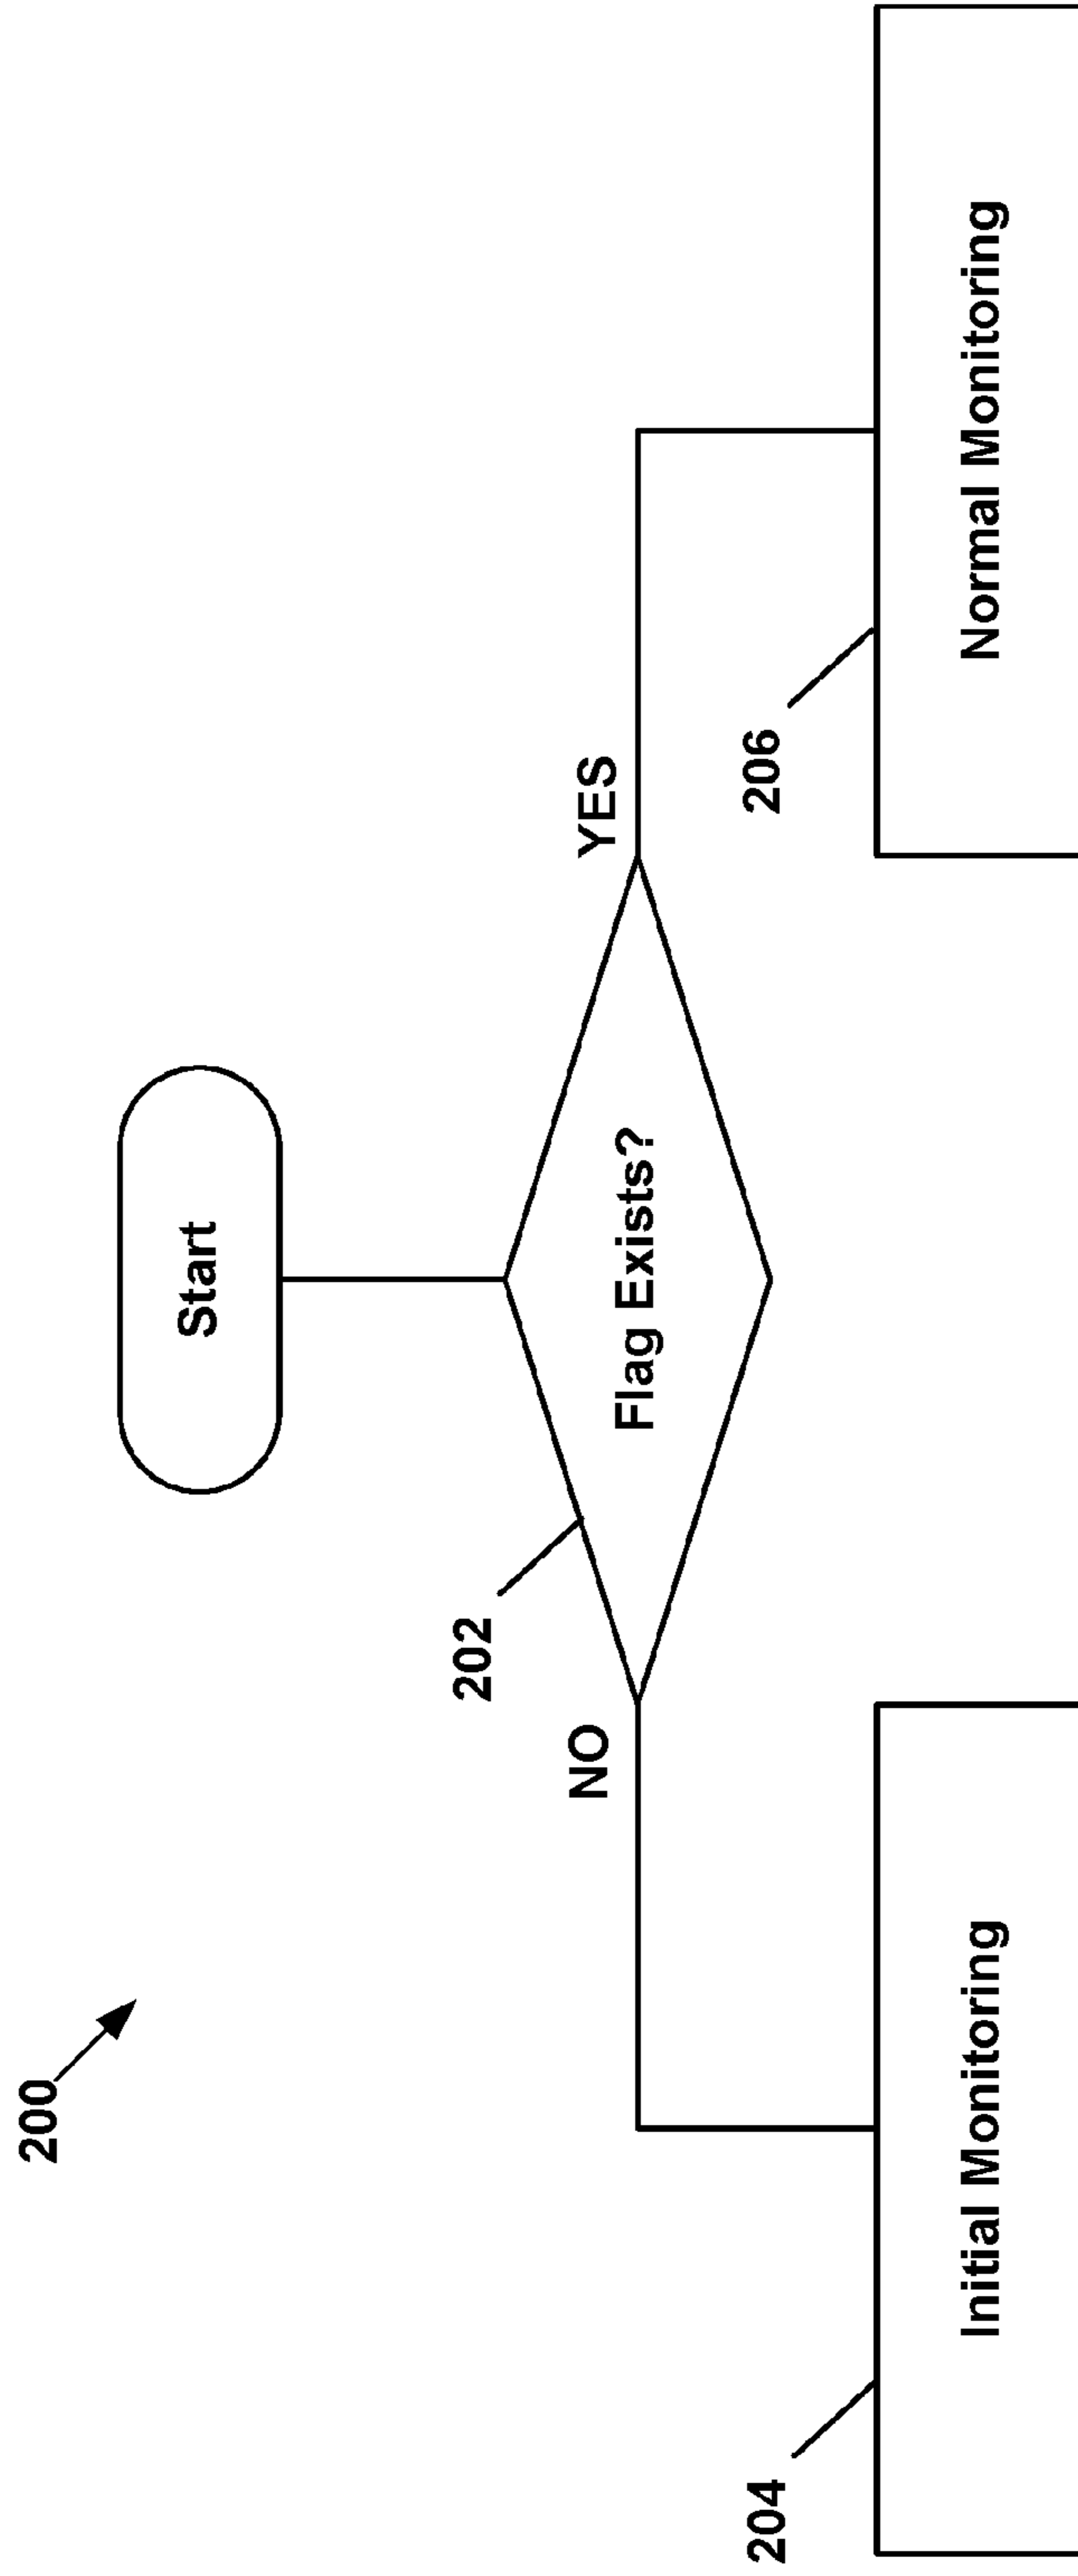 200
Start
202
Flag Exists?
NO
YES
204
206
Initial Monitoring
Normal Monitoring